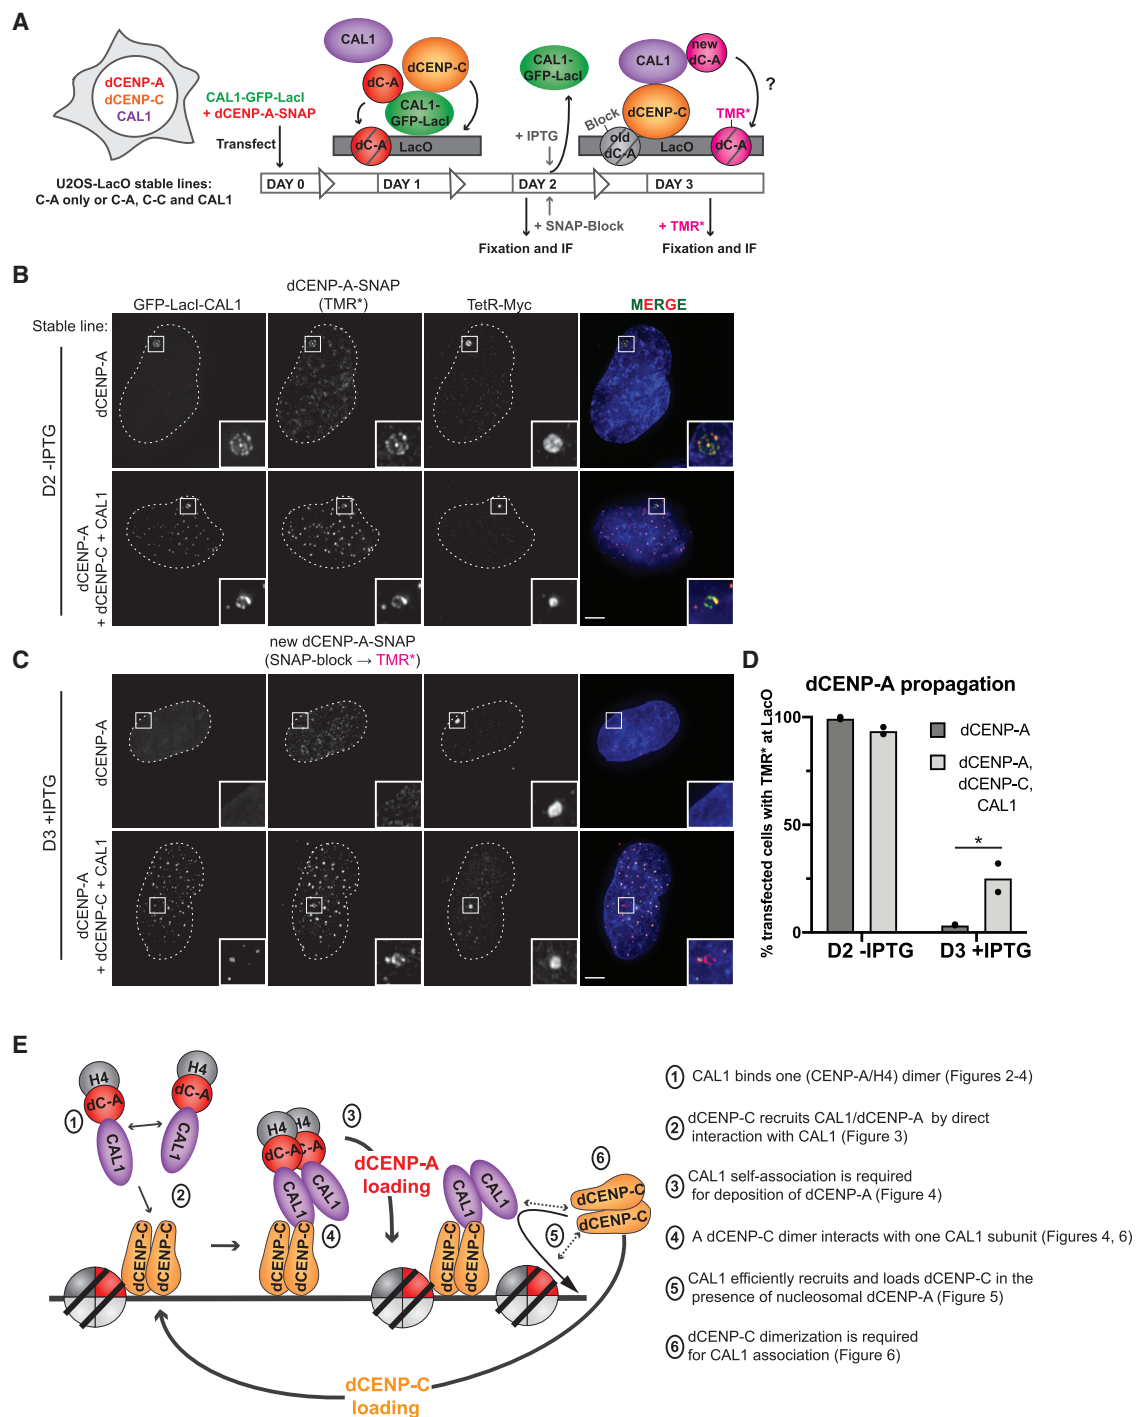 A
dCENP-A
dCENP-C
CAL1
U2OS-LacO stable lines:
C-A only or C-A, C-C and CAL1
CAL1-GFP-LacI
+ dCENP-A-SNAP
Transfect
CAL1
dCENP-C
dC-A
CAL1-
GFP-LacI
dC-A
LacO
CAL1-
GFP-LacI
+ IPTG
CAL1
new
dC-A
?
dCENP-C
Block
old
dC-A
LacO
TMR*
dC-A
DAY 0
DAY 1
DAY 2
DAY 3
+ SNAP-Block
+ TMR*
Fixation and IF
Fixation and IF
B
GFP-LacI-CAL1
dCENP-A-SNAP
(TMR*)
TetR-Myc
MERGE
Stable line:
D2 -IPTG
dCENP-A
dCENP-A
+ dCENP-C + CAL1
C
new dCENP-A-SNAP
(SNAP-block → TMR*)
D3 +IPTG
dCENP-A
dCENP-A
+ dCENP-C + CAL1
D
dCENP-A propagation
% transfected cells with TMR* at LacO
100
50
0
*
D2 -IPTG
D3 +IPTG
dCENP-A
dCENP-A,
dCENP-C,
CAL1
E
H4
dC-A
CAL1
1
H4
dC-A
CAL1
2
dCENP-C
dCENP-C
H4
H4
dC-A
C-A
CAL1
CAL1
3
4
dCENP-C
dCENP-C
dCENP-A
loading
CAL1
CAL1
dCENP-C
dCENP-C
5
6
dCENP-C
dCENP-C
dCENP-C
loading
1 CAL1 binds one (CENP-A/H4) dimer (Figures 2-4)
2 dCENP-C recruits CAL1/dCENP-A by direct
interaction with CAL1 (Figure 3)
3 CAL1 self-association is required
for deposition of dCENP-A (Figure 4)
4 A dCENP-C dimer interacts with one CAL1 subunit (Figures 4, 6)
5 CAL1 efficiently recruits and loads dCENP-C in the
presence of nucleosomal dCENP-A (Figure 5)
6 dCENP-C dimerization is required
for CAL1 association (Figure 6)